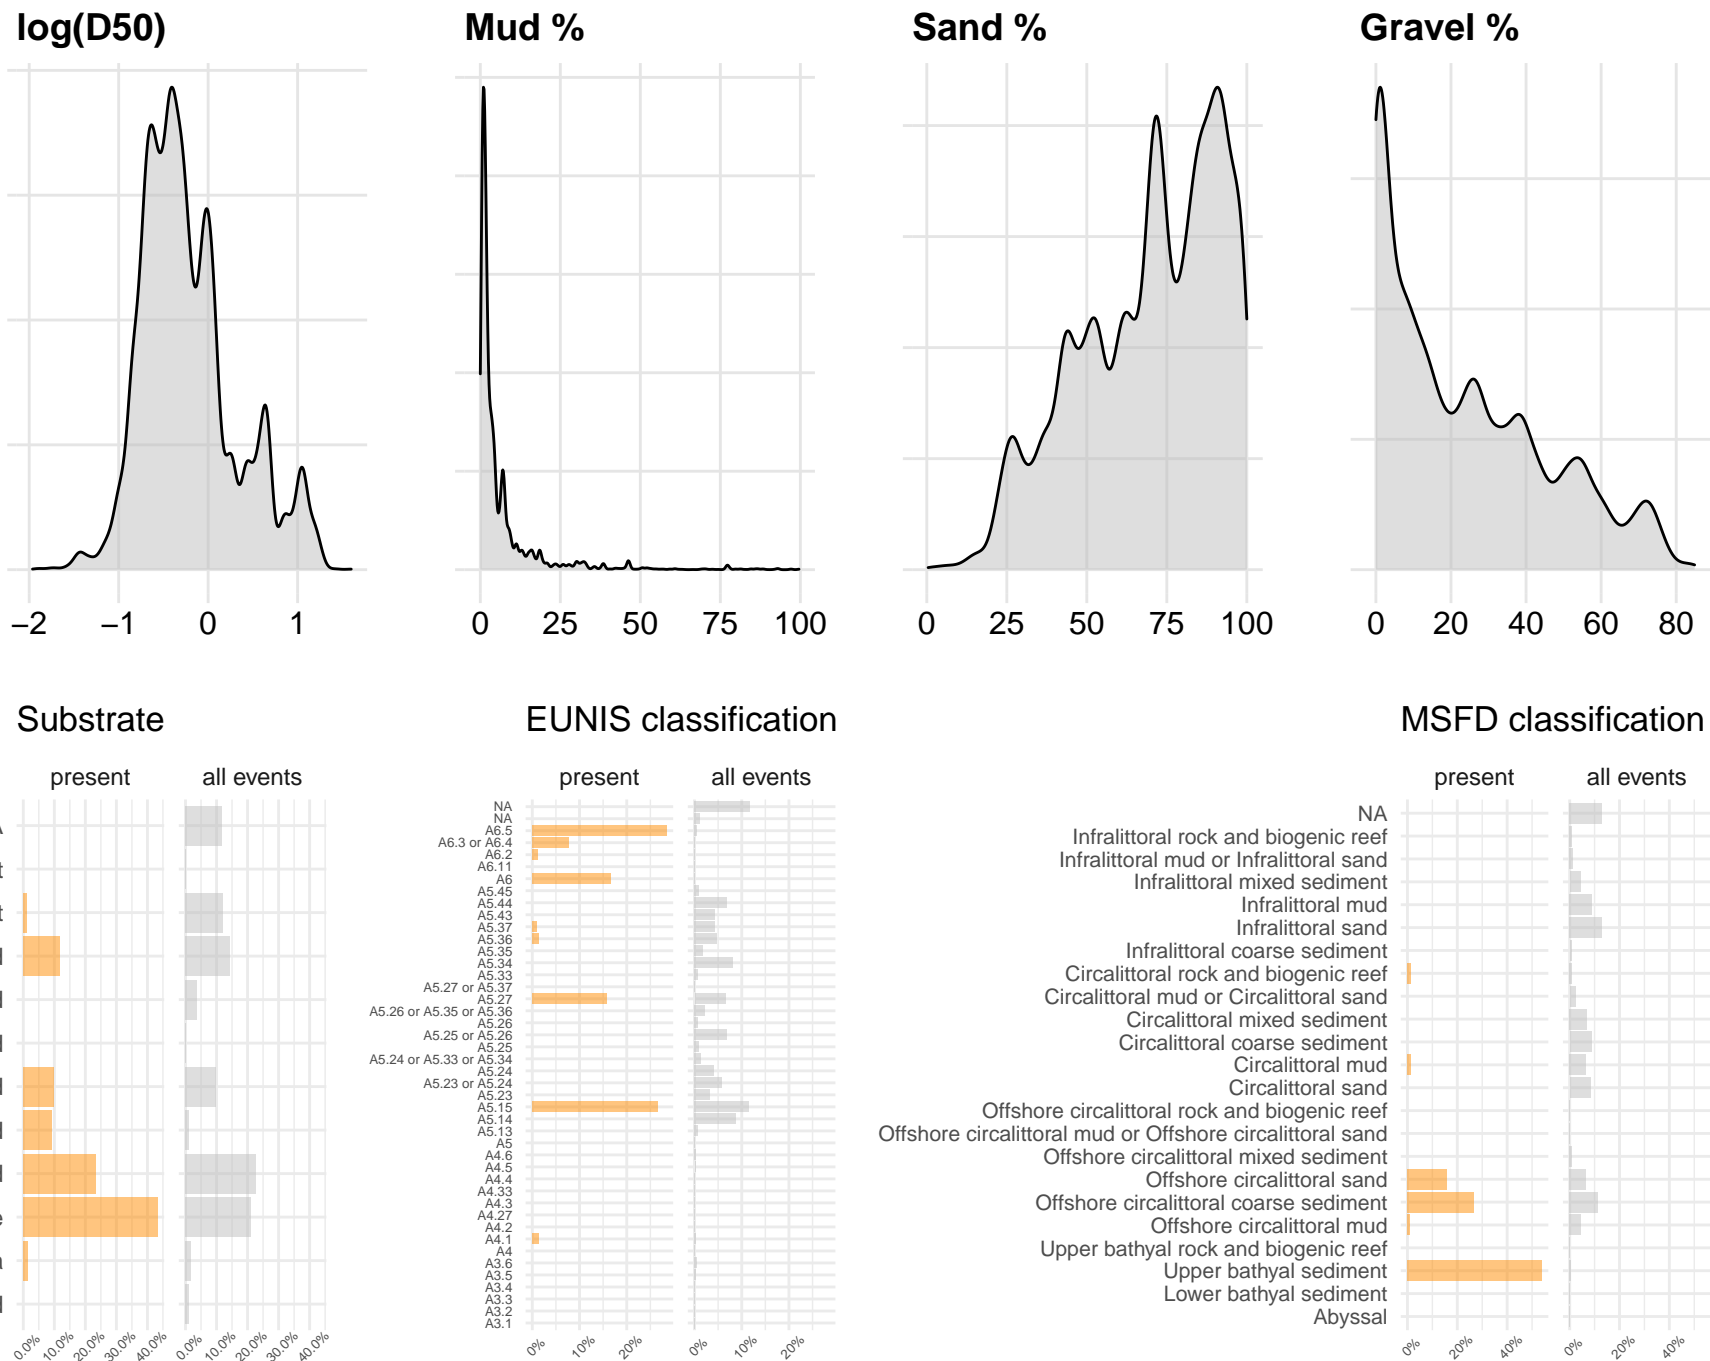 log(D50)
Mud %
Sand %
Gravel %
−2 −1 0 1
0 25 50 75 100
0 25 50 75 100
0 20 40 60 80
Substrate
present all events
0.0% 10.0% 20.0% 30.0% 40.0%
0.0% 10.0% 20.0% 30.0% 40.0%
EUNIS classification
present all events
NA
NA
A6.5
A6.3 or A6.4
A6.2
A6.11
A6
A5.45
A5.44
A5.43
A5.37
A5.36
A5.35
A5.34
A5.33
A5.27 or A5.37
A5.27
A5.26 or A5.35 or A5.36
A5.26
A5.25 or A5.26
A5.25
A5.24 or A5.33 or A5.34
A5.24
A5.23 or A5.24
A5.23
A5.15
A5.14
A5.13
A5
A4.6
A4.5
A4.4
A4.33
A4.3
A4.27
A4.2
A4.1
A4
A3.6
A3.5
A3.4
A3.3
A3.2
A3.1
0% 10% 20%
0% 10% 20%
MSFD classification
present all events
NA
Infralittoral rock and biogenic reef
Infralittoral mud or Infralittoral sand
Infralittoral mixed sediment
Infralittoral mud
Infralittoral sand
Infralittoral coarse sediment
Circalittoral rock and biogenic reef
Circalittoral mud or Circalittoral sand
Circalittoral mixed sediment
Circalittoral coarse sediment
Circalittoral mud
Circalittoral sand
Offshore circalittoral rock and biogenic reef
Offshore circalittoral mud or Offshore circalittoral sand
Offshore circalittoral mixed sediment
Offshore circalittoral sand
Offshore circalittoral coarse sediment
Offshore circalittoral mud
Upper bathyal rock and biogenic reef
Upper bathyal sediment
Lower bathyal sediment
Abyssal
0% 20% 40%
0% 20% 40%